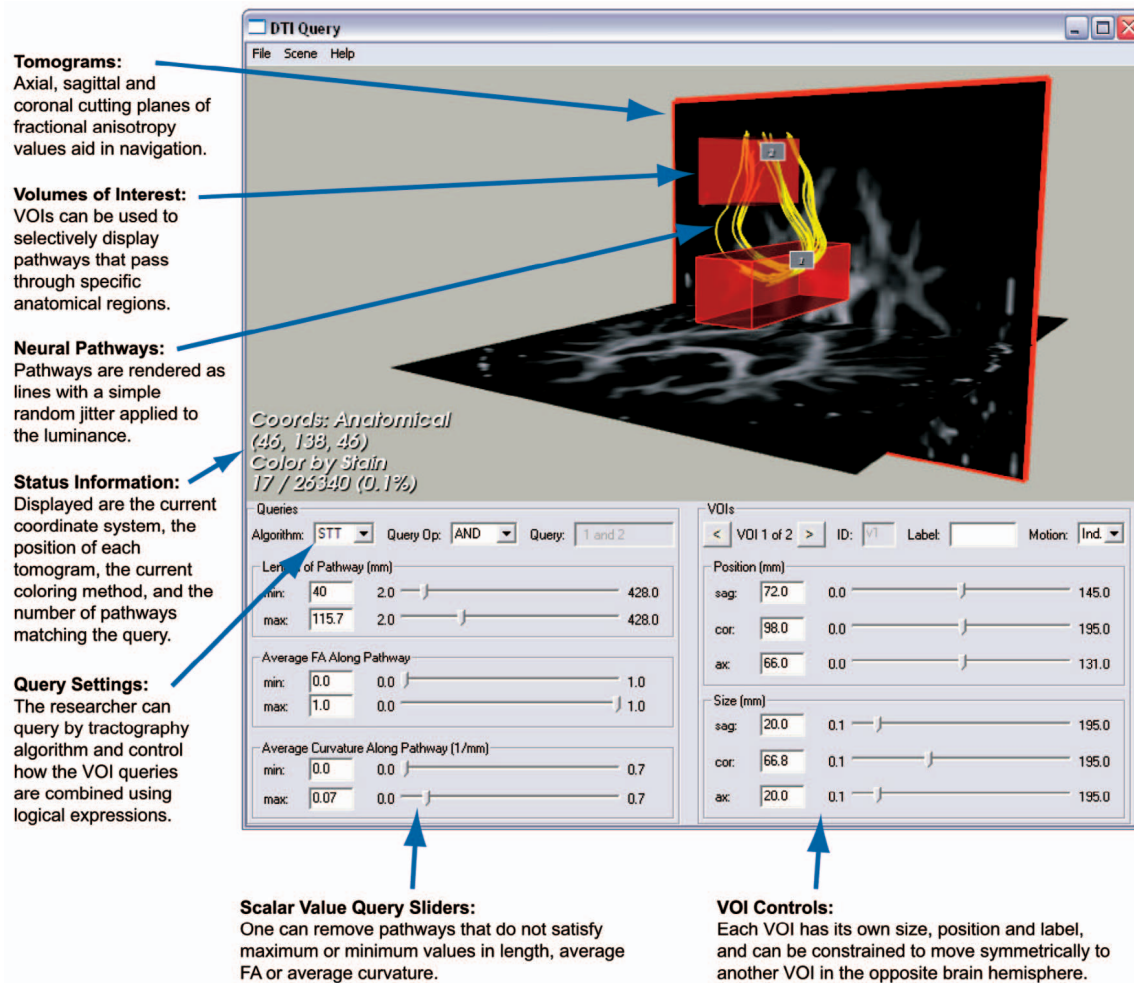 DTI Query
File Scene Help
Tomograms:
Axial, sagittal and
coronal cutting planes of
fractional anisotropy
values aid in navigation.
Volumes of Interest:
VOIs can be used to
selectively display
pathways that pass
through specific
anatomical regions.
Neural Pathways:
Pathways are rendered as
lines with a simple
random jitter applied to
the luminance.
Status Information:
Displayed are the current
coordinate system, the
position of each
tomogram, the current
coloring method, and the
number of pathways
matching the query.
Query Settings:
The researcher can
query by tractography
algorithm and control
how the VOI queries
are combined using
logical expressions.
2
1
Coords: Anatomical
(46, 138, 46)
Color by Stain
17 / 26340 (0.1%)
Queries
Algorithm: STT Query Op: AND Query: 1 and 2
Length of Pathway (mm)
min: 40 2.0 428.0
max: 115.7 2.0 428.0
Average FA Along Pathway
min: 0.0 0.0 1.0
max: 1.0 0.0 1.0
Average Curvature Along Pathway (1/mm)
min: 0.0 0.0 0.7
max: 0.07 0.0 0.7
VOIs
< VOI 1 of 2 > ID: v1 Label: Motion: Ind.
Position (mm)
sag: 72.0 0.0 145.0
cor: 98.0 0.0 195.0
ax: 66.0 0.0 131.0
Size (mm)
sag: 20.0 0.1 195.0
cor: 66.8 0.1 195.0
ax: 20.0 0.1 195.0
Scalar Value Query Sliders:
One can remove pathways that do not satisfy
maximum or minimum values in length, average
FA or average curvature.
VOI Controls:
Each VOI has its own size, position and label,
and can be constrained to move symmetrically to
another VOI in the opposite brain hemisphere.